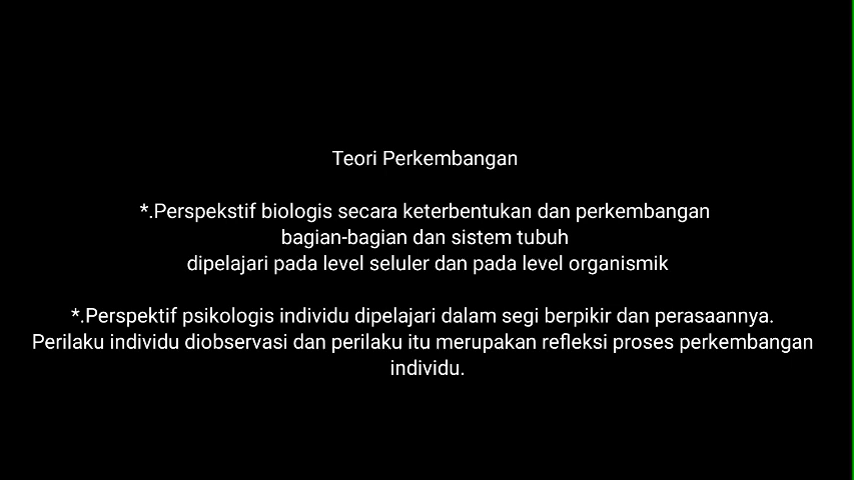 Teori Perkembangan
*.Perspekstif biologis secara keterbentukan dan perkembangan
bagian-bagian dan sistem tubuh
dipelajari pada level seluler dan pada level organismik
*.Perspektif psikologis individu dipelajari dalam segi berpikir dan perasaannya.
Perilaku individu diobservasi dan perilaku itu merupakan refleksi proses perkembangan
individu.